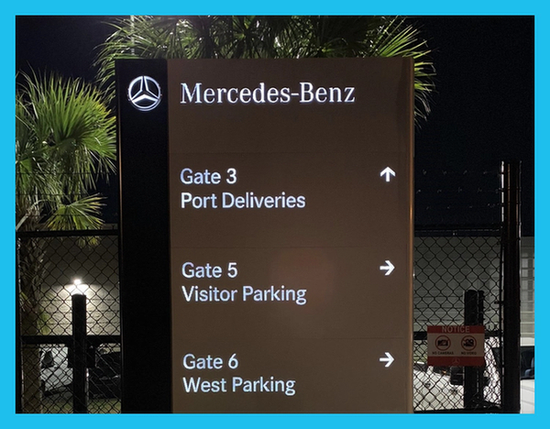 Mercedes-Benz
Gate 3
Port Deliveries
Gate 5
Visitor Parking
Gate 6
West Parking
NOTICE